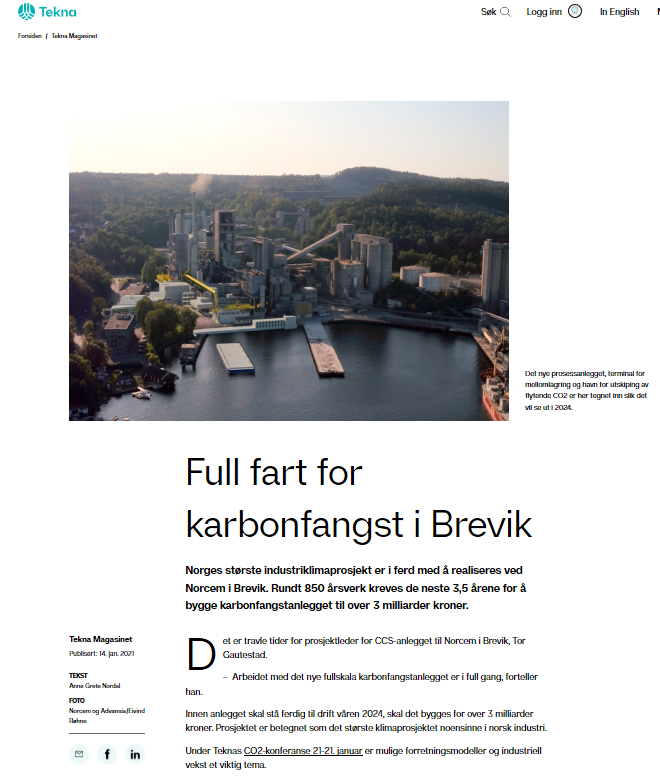 Tekna
Søk
Logg inn
In English
Forsiden / Tekna Magasinet
Det nye prosessanlegget, terminal for
mellomlagring og havn for utskiping av
flytende CO2 er her tegnet inn slik det
vil se ut i 2024.
Full fart for
karbonfangst i Brevik
Norges største industriklimaprosjekt er i ferd med å realiseres ved
Norcem i Brevik. Rundt 850 årsverk kreves de neste 3,5 årene for å
bygge karbonfangstanlegget til over 3 milliarder kroner.
Tekna Magasinet
Publisert: 14. jan. 2021
TEKST
Anne Grete Nordal
FOTO
Norcem og Advansia/Eivind
Røhne
Det er travle tider for prosjektleder for CCS-anlegget til Norcem i Brevik, Tor
Gautestad.
– Arbeidet med det nye fullskala karbonfangstanlegget er i full gang, forteller
han.
Innen anlegget skal stå ferdig til drift våren 2024, skal det bygges for over 3 milliarder
kroner. Prosjektet er betegnet som det største klimaprosjektet noensinne i norsk industri.
Under Teknas CO2-konferanse 21-21. januar er mulige forretningsmodeller og industriell
vekst et viktig tema.